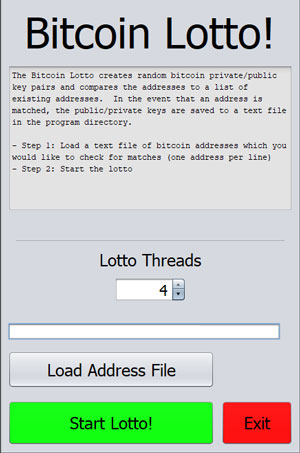 Bitcoin Lotto!
The Bitcoin Lotto creates random bitcoin private/public
key pairs and compares the addresses to a list of
existing addresses.  In the event that an address is
matched, the public/private keys are saved to a text file
in the program directory.
- Step 1: Load a text file of bitcoin addresses which you
would like to check for matches (one address per line)
- Step 2: Start the lotto
Lotto Threads
4
Load Address File
Start Lotto!
Exit